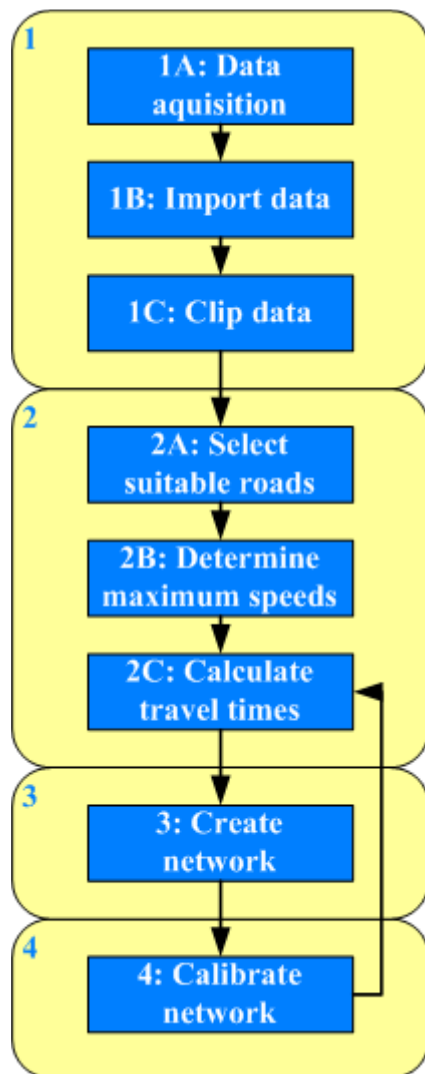 1
1A: Data
aquisition
1B: Import data
1C: Clip data
2
2A: Select
suitable roads
2B: Determine
maximum speeds
2C: Calculate
travel times
3
3: Create
network
4
4: Calibrate
network